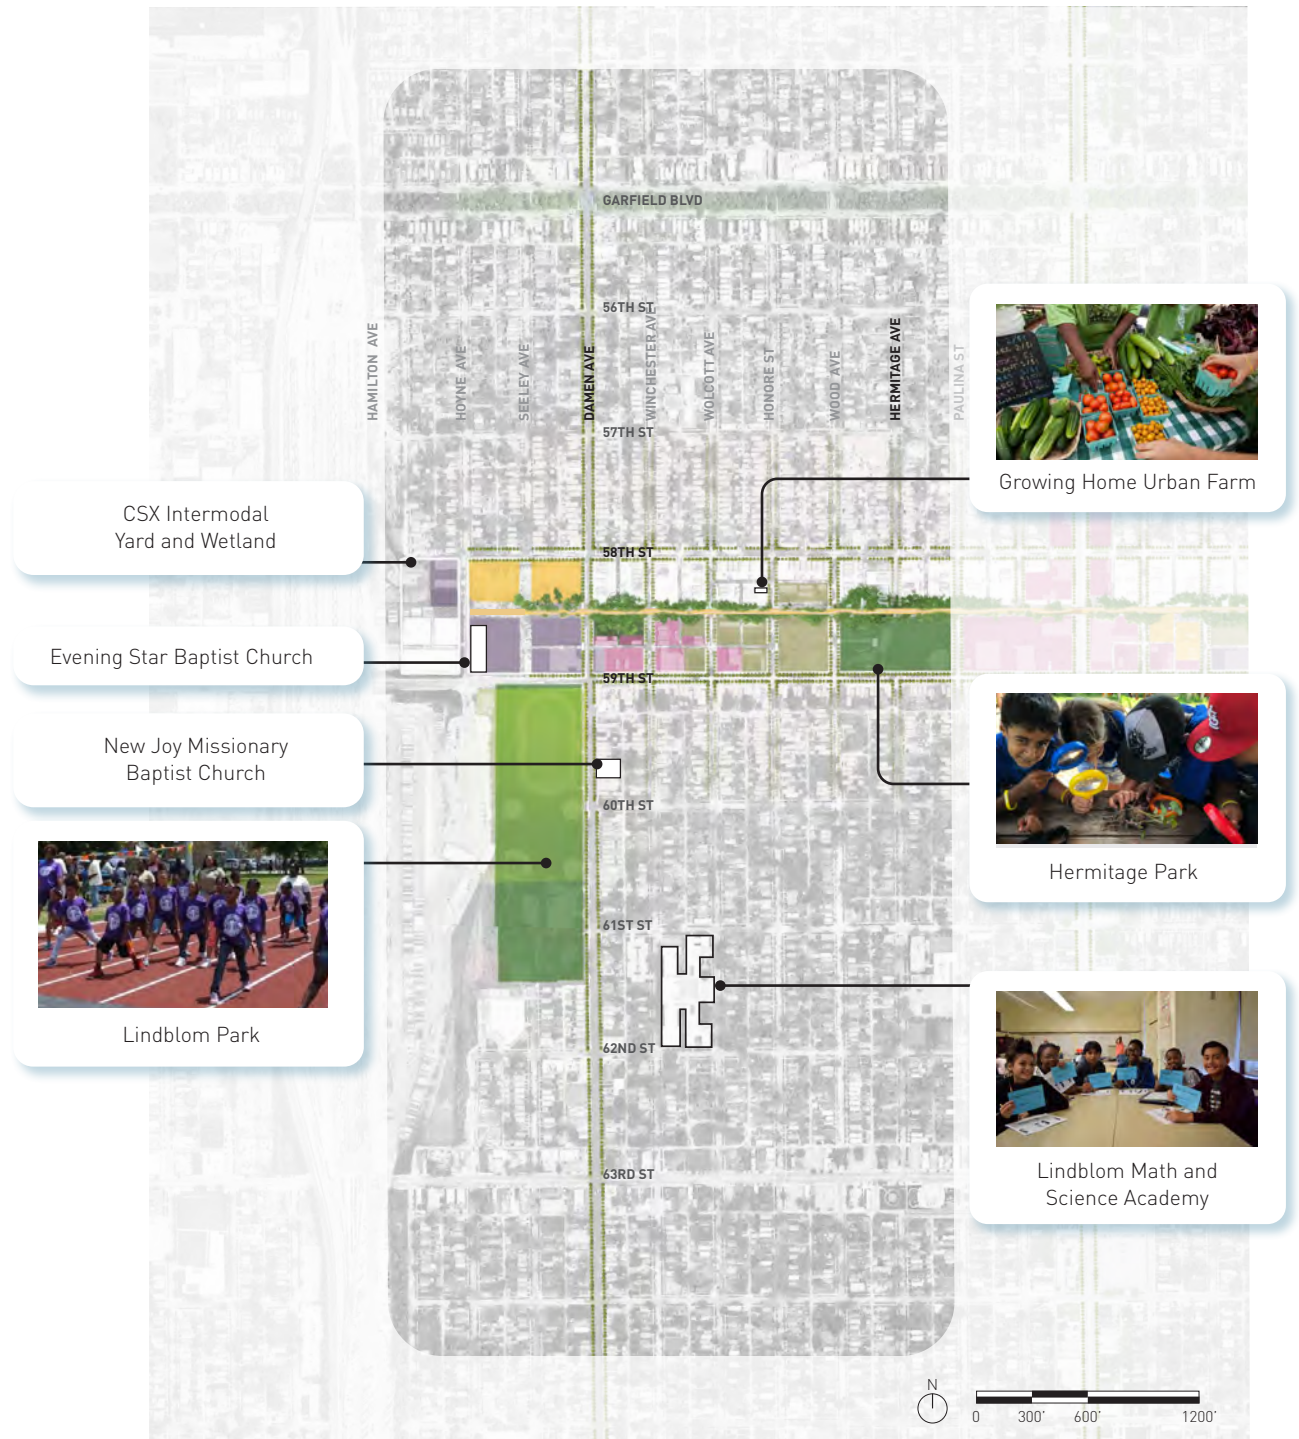 GARFIELD BLVD
56TH ST
HAMILTON AVE
HOYNE AVE
SEELEY AVE
DAMEN AVE
WINCHESTER AVE
WOLCOTT AVE
HONORE ST
WOOD AVE
HERMITAGE AVE
PAULINA ST
57TH ST
Growing Home Urban Farm
CSX Intermodal
Yard and Wetland
58TH ST
Evening Star Baptist Church
59TH ST
New Joy Missionary
Baptist Church
60TH ST
Hermitage Park
61ST ST
Lindblom Park
62ND ST
63RD ST
Lindblom Math and
Science Academy
N
0 300' 600' 1200'